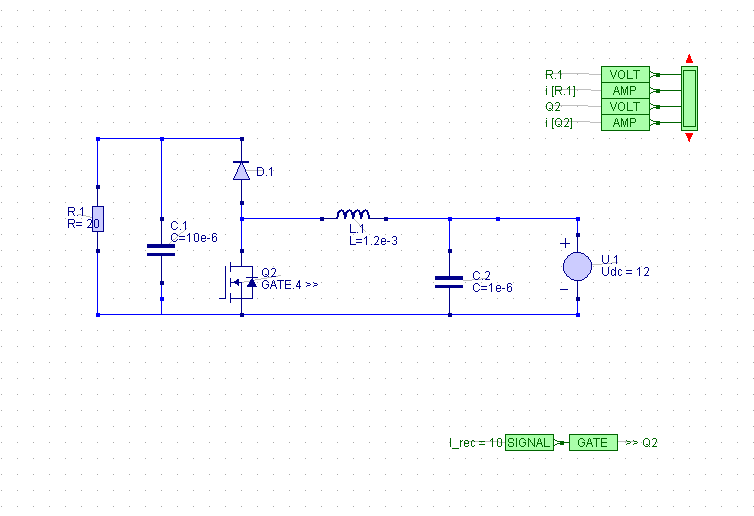 R.1
VOLT
i [R.1]
AMP
Q2
VOLT
i [Q2]
AMP
D.1
R.1
R= 20
C.1
C=10e-6
L.1
L=1.2e-3
Q2
GATE.4 >>
C.2
C=1e-6
+
U.1
Udc = 12
−
I_rec = 10 SIGNAL GATE >> Q2